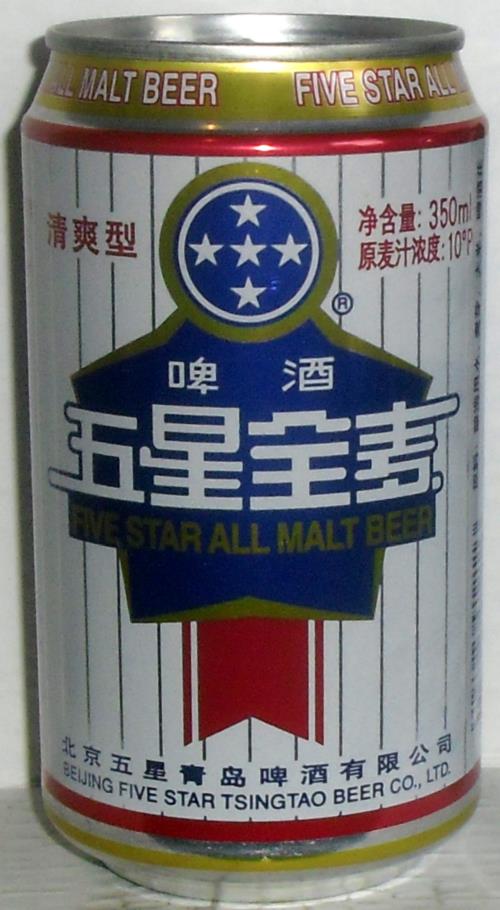 ALL MALT BEER
FIVE STAR ALL
清爽型
净含量: 350ml
原麦汁浓度:10°P
®
啤酒
五星全麦
FIVE STAR ALL MALT BEER
北京五星青岛啤酒有限公司
BEIJING FIVE STAR TSINGTAO BEER CO., LTD.